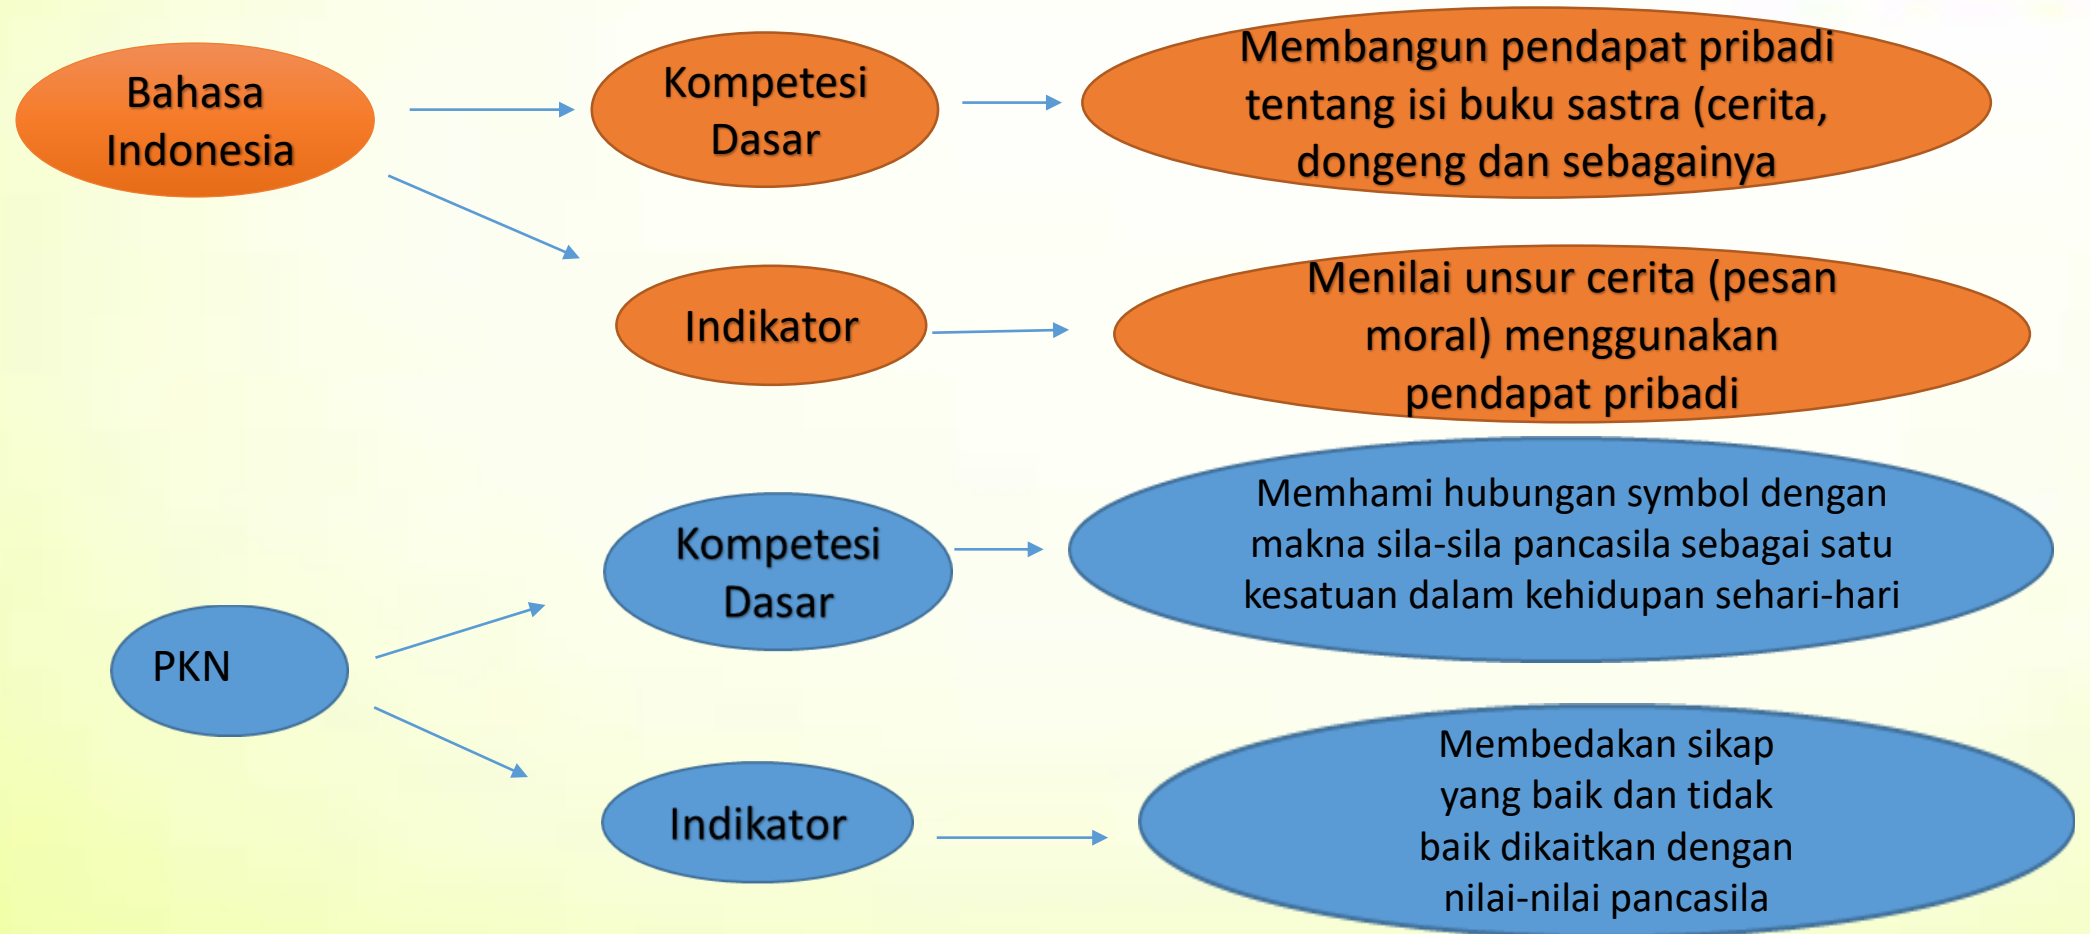 Bahasa
Indonesia
Kompetesi
Dasar
Membangun pendapat pribadi
tentang isi buku sastra (cerita,
dongeng dan sebagainya
Indikator
Menilai unsur cerita (pesan
moral) menggunakan
pendapat pribadi
PKN
Kompetesi
Dasar
Memhami hubungan symbol dengan
makna sila-sila pancasila sebagai satu
kesatuan dalam kehidupan sehari-hari
Indikator
Membedakan sikap
yang baik dan tidak
baik dikaitkan dengan
nilai-nilai pancasila